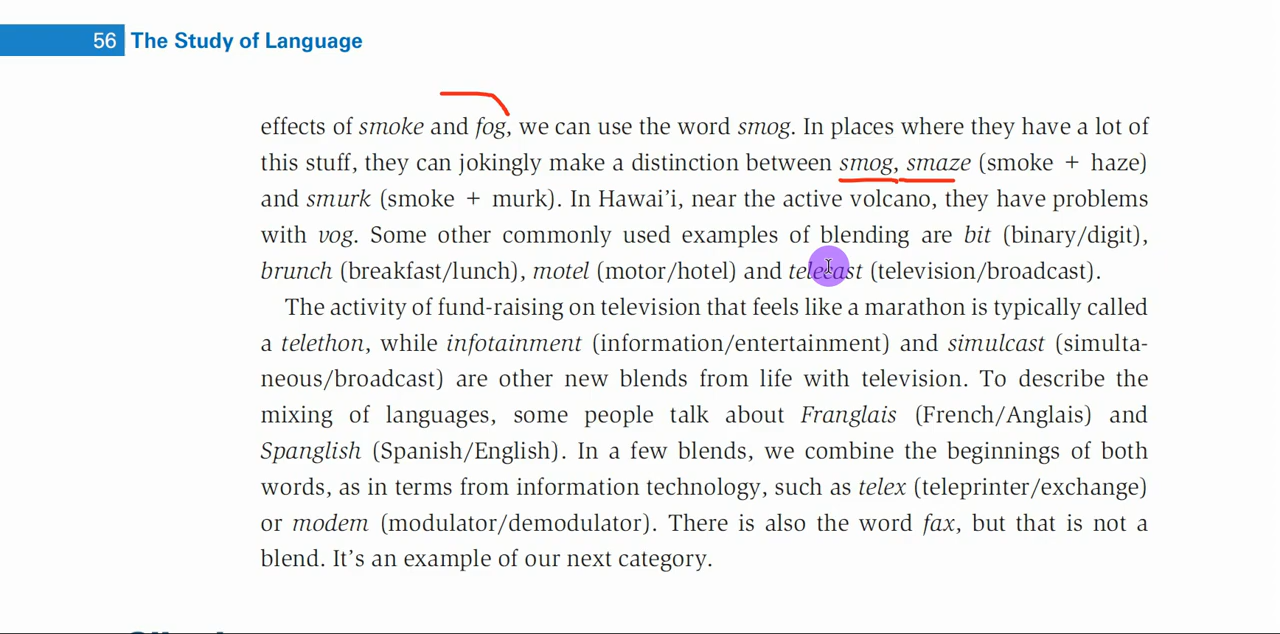 56 The Study of Language
effects of smoke and fog, we can use the word smog. In places where they have a lot of
this stuff, they can jokingly make a distinction between smog, smaze (smoke + haze)
and smurk (smoke + murk). In Hawai'i, near the active volcano, they have problems
with vog. Some other commonly used examples of blending are bit (binary/digit),
brunch (breakfast/lunch), motel (motor/hotel) and telecast (television/broadcast).
The activity of fund-raising on television that feels like a marathon is typically called
a telethon, while infotainment (information/entertainment) and simulcast (simulta-
neous/broadcast) are other new blends from life with television. To describe the
mixing of languages, some people talk about Franglais (French/Anglais) and
Spanglish (Spanish/English). In a few blends, we combine the beginnings of both
words, as in terms from information technology, such as telex (teleprinter/exchange)
or modem (modulator/demodulator). There is also the word fax, but that is not a
blend. It's an example of our next category.